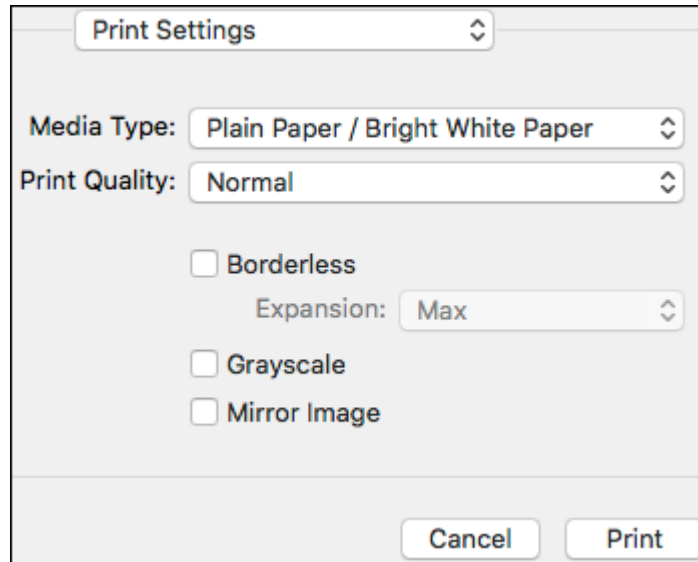 Print Settings
Media Type: Plain Paper / Bright White Paper
Print Quality: Normal
Borderless
Expansion: Max
Grayscale
Mirror Image
Cancel Print